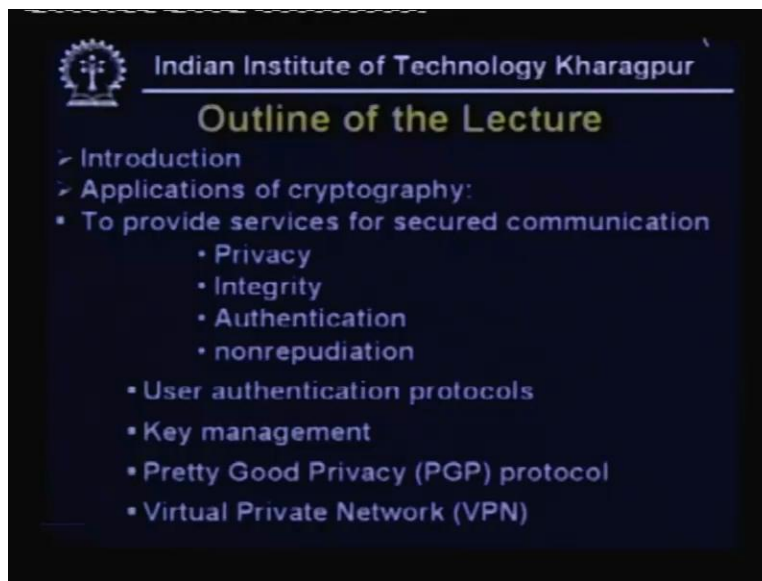 Indian Institute of Technology Kharagpur
Outline of the Lecture
➢ Introduction
➢ Applications of cryptography:
▪ To provide services for secured communication
• Privacy
• Integrity
• Authentication
• nonrepudiation
▪ User authentication protocols
▪ Key management
▪ Pretty Good Privacy (PGP) protocol
▪ Virtual Private Network (VPN)